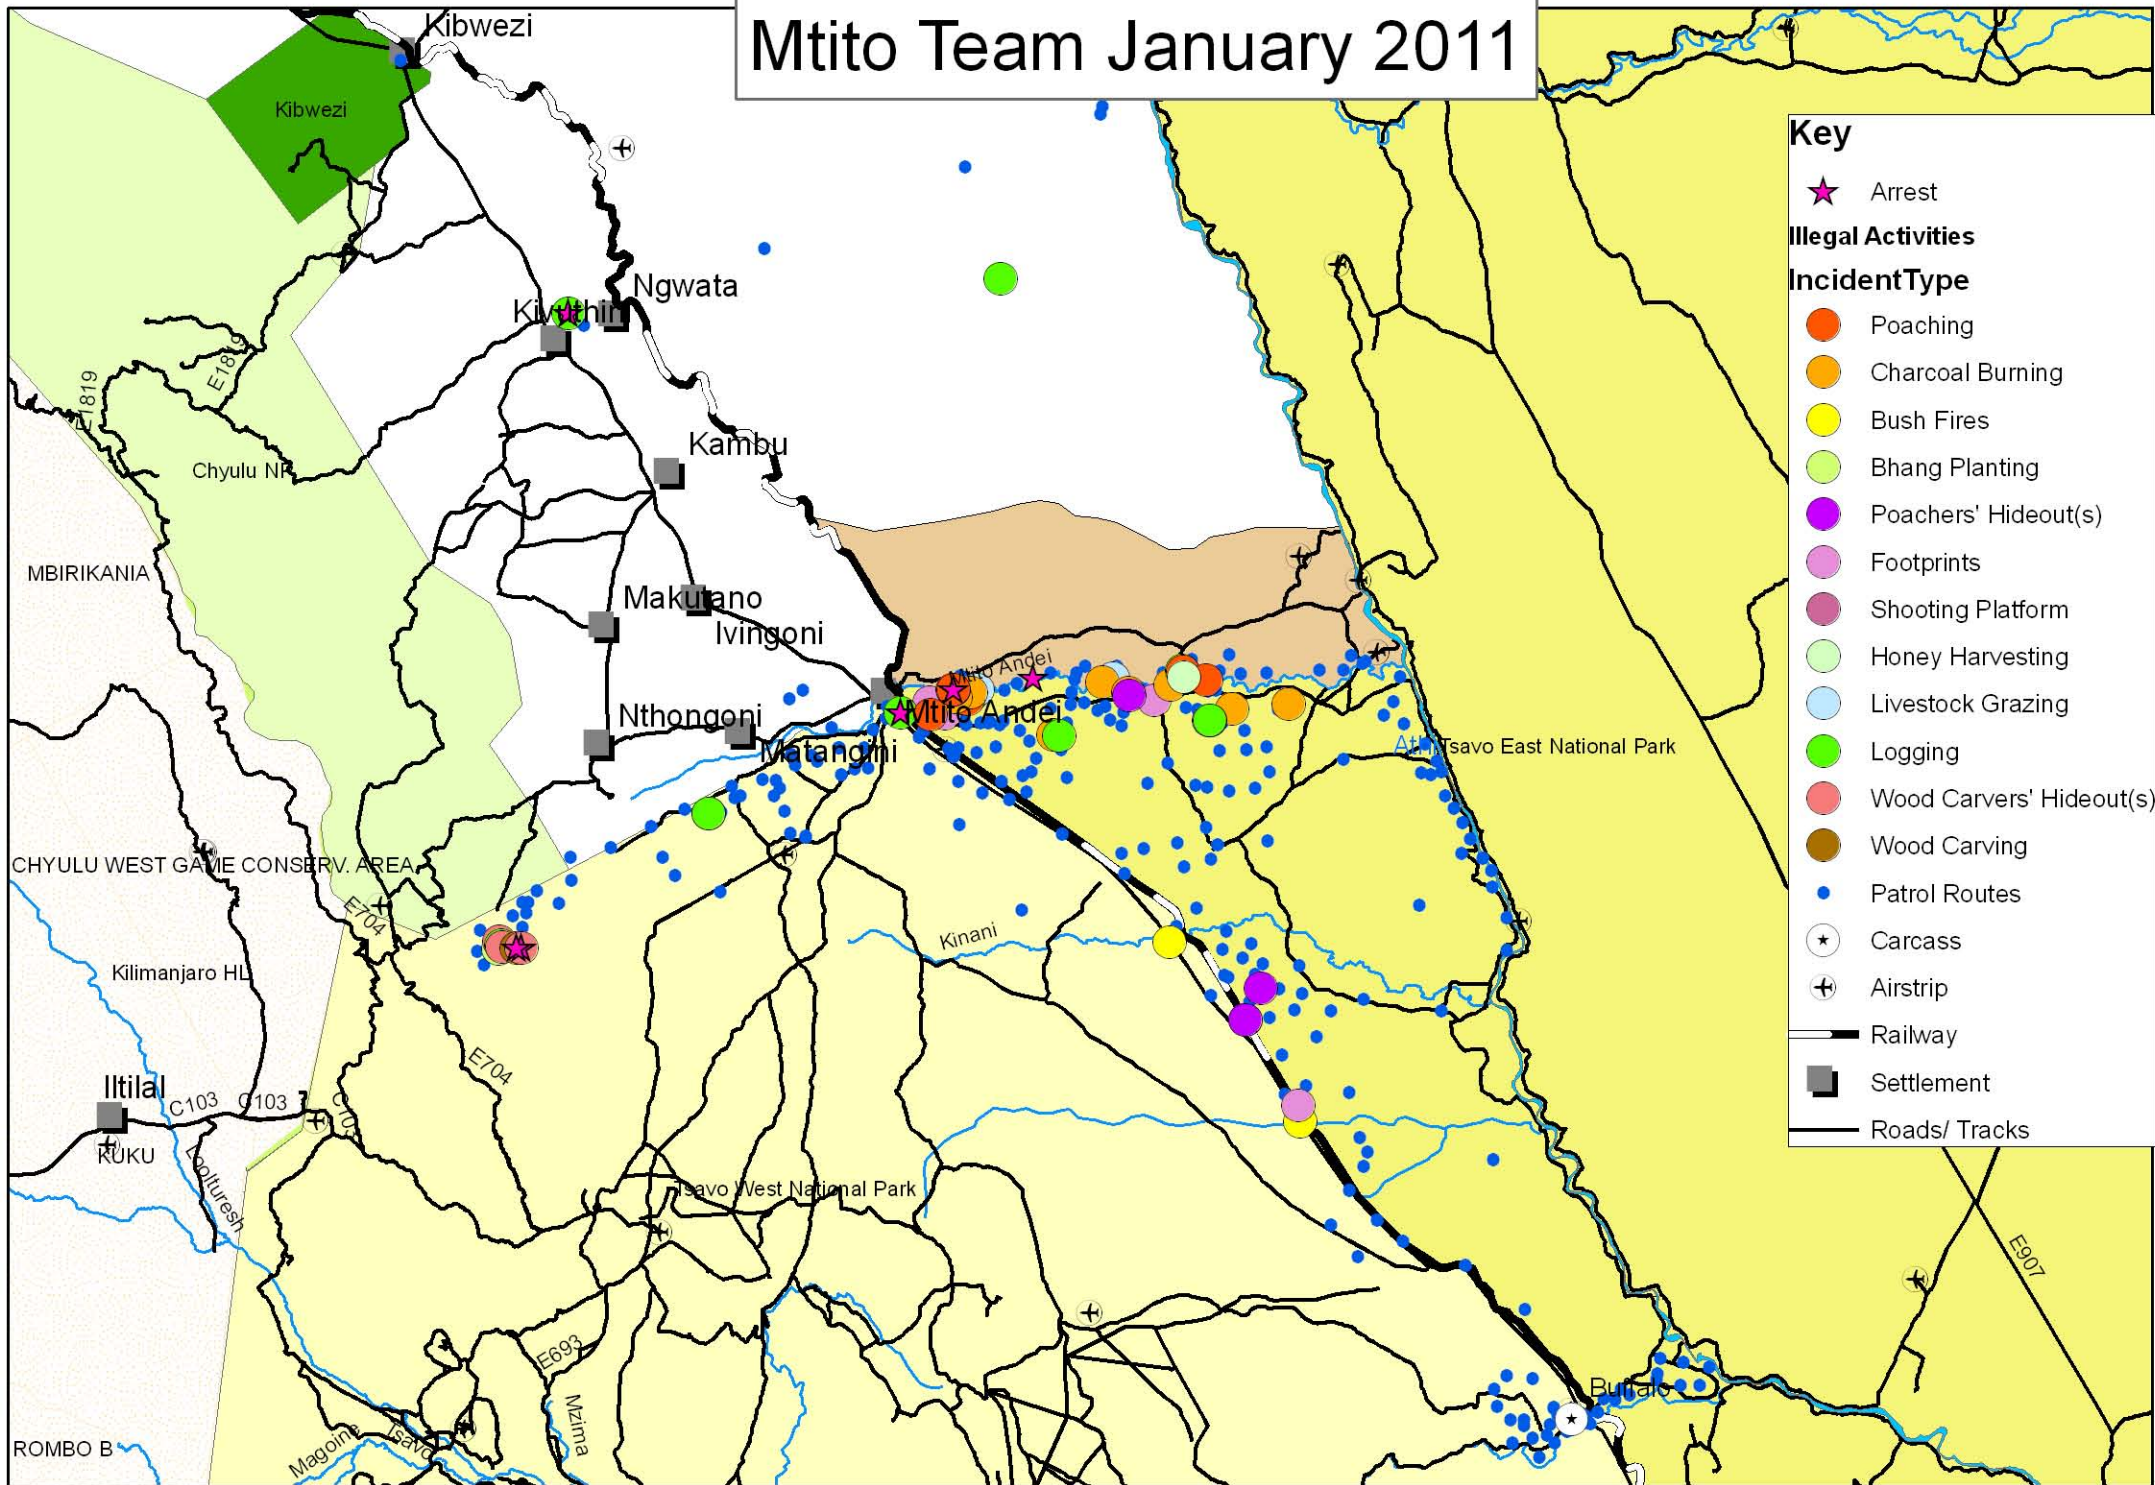 Mtito Team January 2011
Kibwezi
Kibwezi
Ngwata
Kambu
Chyulu NP
E1819
E1819
MBIRIKANIA
Makutano
Ivingoni
Mtito Andei
Nthongoni
Mtito Andei
Matangini
Athi
Tsavo East National Park
CHYULU WEST GAME CONSERV. AREA
E704
Kinani
Kilimanjaro HL
E704
Iltilal
C103
C103
C103
KUKU
Loolturesh
Tsavo West National Park
E907
E693
Mzima
Buffalo
Magoine
Tsavo
ROMBO B
Key
Arrest
Illegal Activities
IncidentType
Poaching
Charcoal Burning
Bush Fires
Bhang Planting
Poachers' Hideout(s)
Footprints
Shooting Platform
Honey Harvesting
Livestock Grazing
Logging
Wood Carvers' Hideout(s)
Wood Carving
Patrol Routes
Carcass
Airstrip
Railway
Settlement
Roads/ Tracks